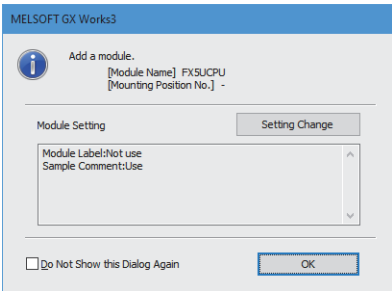 MELSOFT GX Works3
Add a module.
[Module Name] FX5UCPU
[Mounting Position No.] -
Module Setting
Setting Change
Module Label:Not use
Sample Comment:Use
Do Not Show this Dialog Again
OK